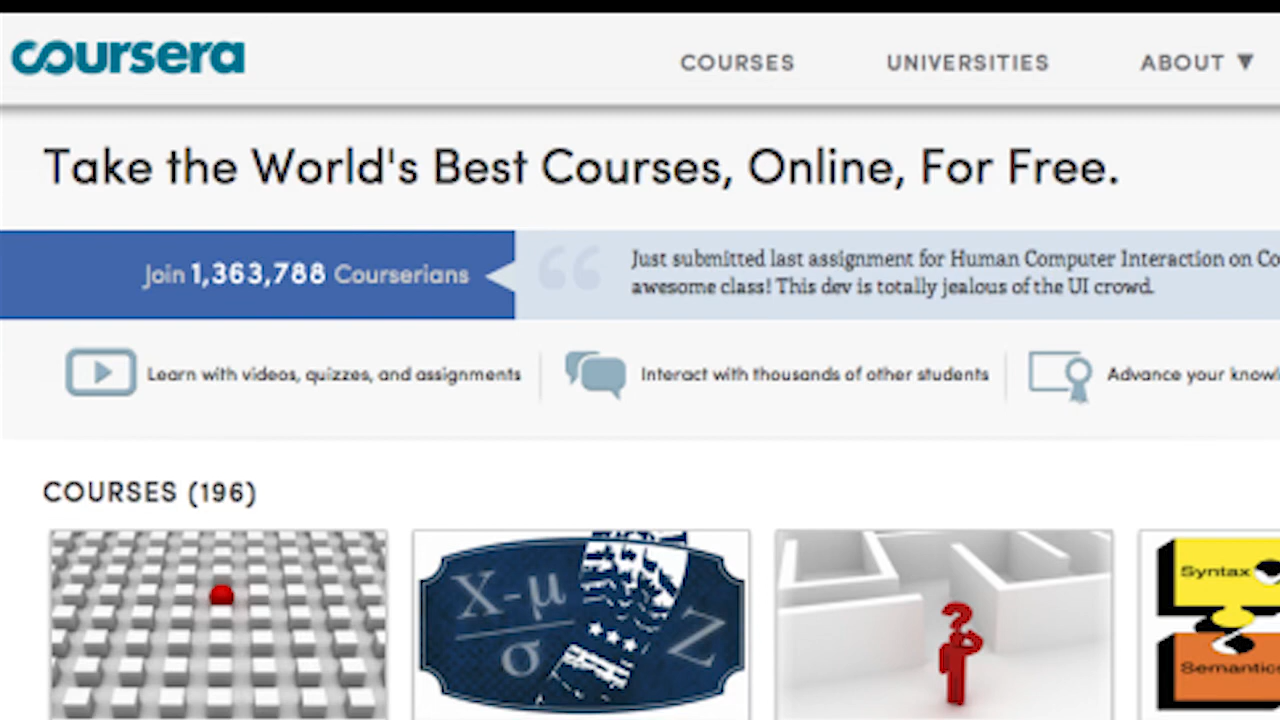 coursera
COURSES UNIVERSITIES ABOUT ▼
Take the World's Best Courses, Online, For Free.
Join 1,363,788 Courserians
Just submitted last assignment for Human Computer Interaction on Co
awesome class! This dev is totally jealous of the UI crowd.
Learn with videos, quizzes, and assignments
Interact with thousands of other students
Advance your knowl
COURSES (196)
X-μ
σ
Z
?
Syntax
Semantics